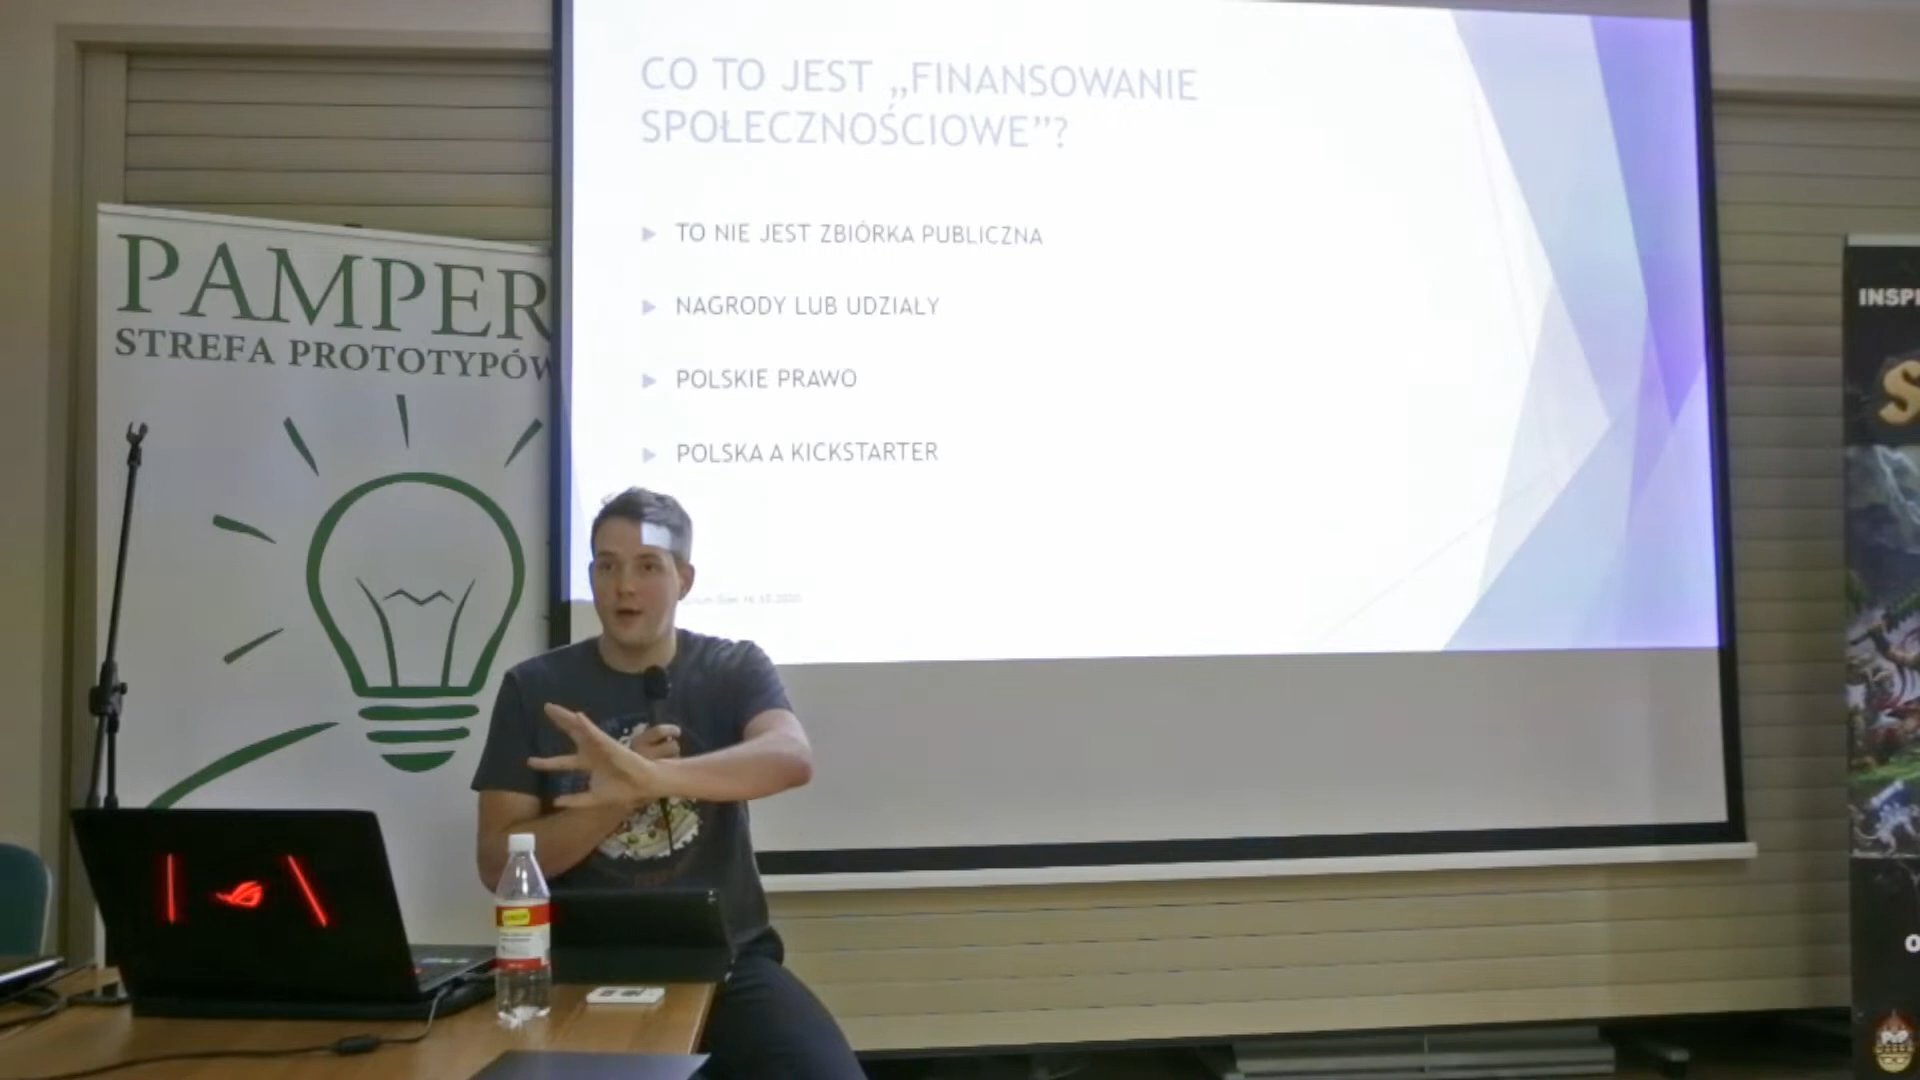 CO TO JEST „FINANSOWANIE
SPOŁECZNOŚCIOWE”?
TO NIE JEST ZBIÓRKA PUBLICZNA
NAGRODY LUB UDZIAŁY
POLSKIE PRAWO
POLSKA A KICKSTARTER
PAMPER
STREFA PROTOTYPÓW
INSPI
S
O